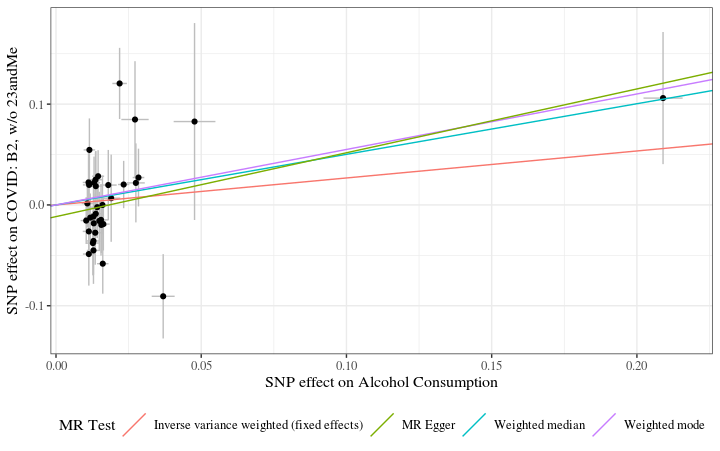 SNP effect on COVID: B2, w/o 23andMe
0.1
0.0
-0.1
0.00
0.05
0.10
0.15
0.20
SNP effect on Alcohol Consumption
MR Test
Inverse variance weighted (fixed effects)
MR Egger
Weighted median
Weighted mode